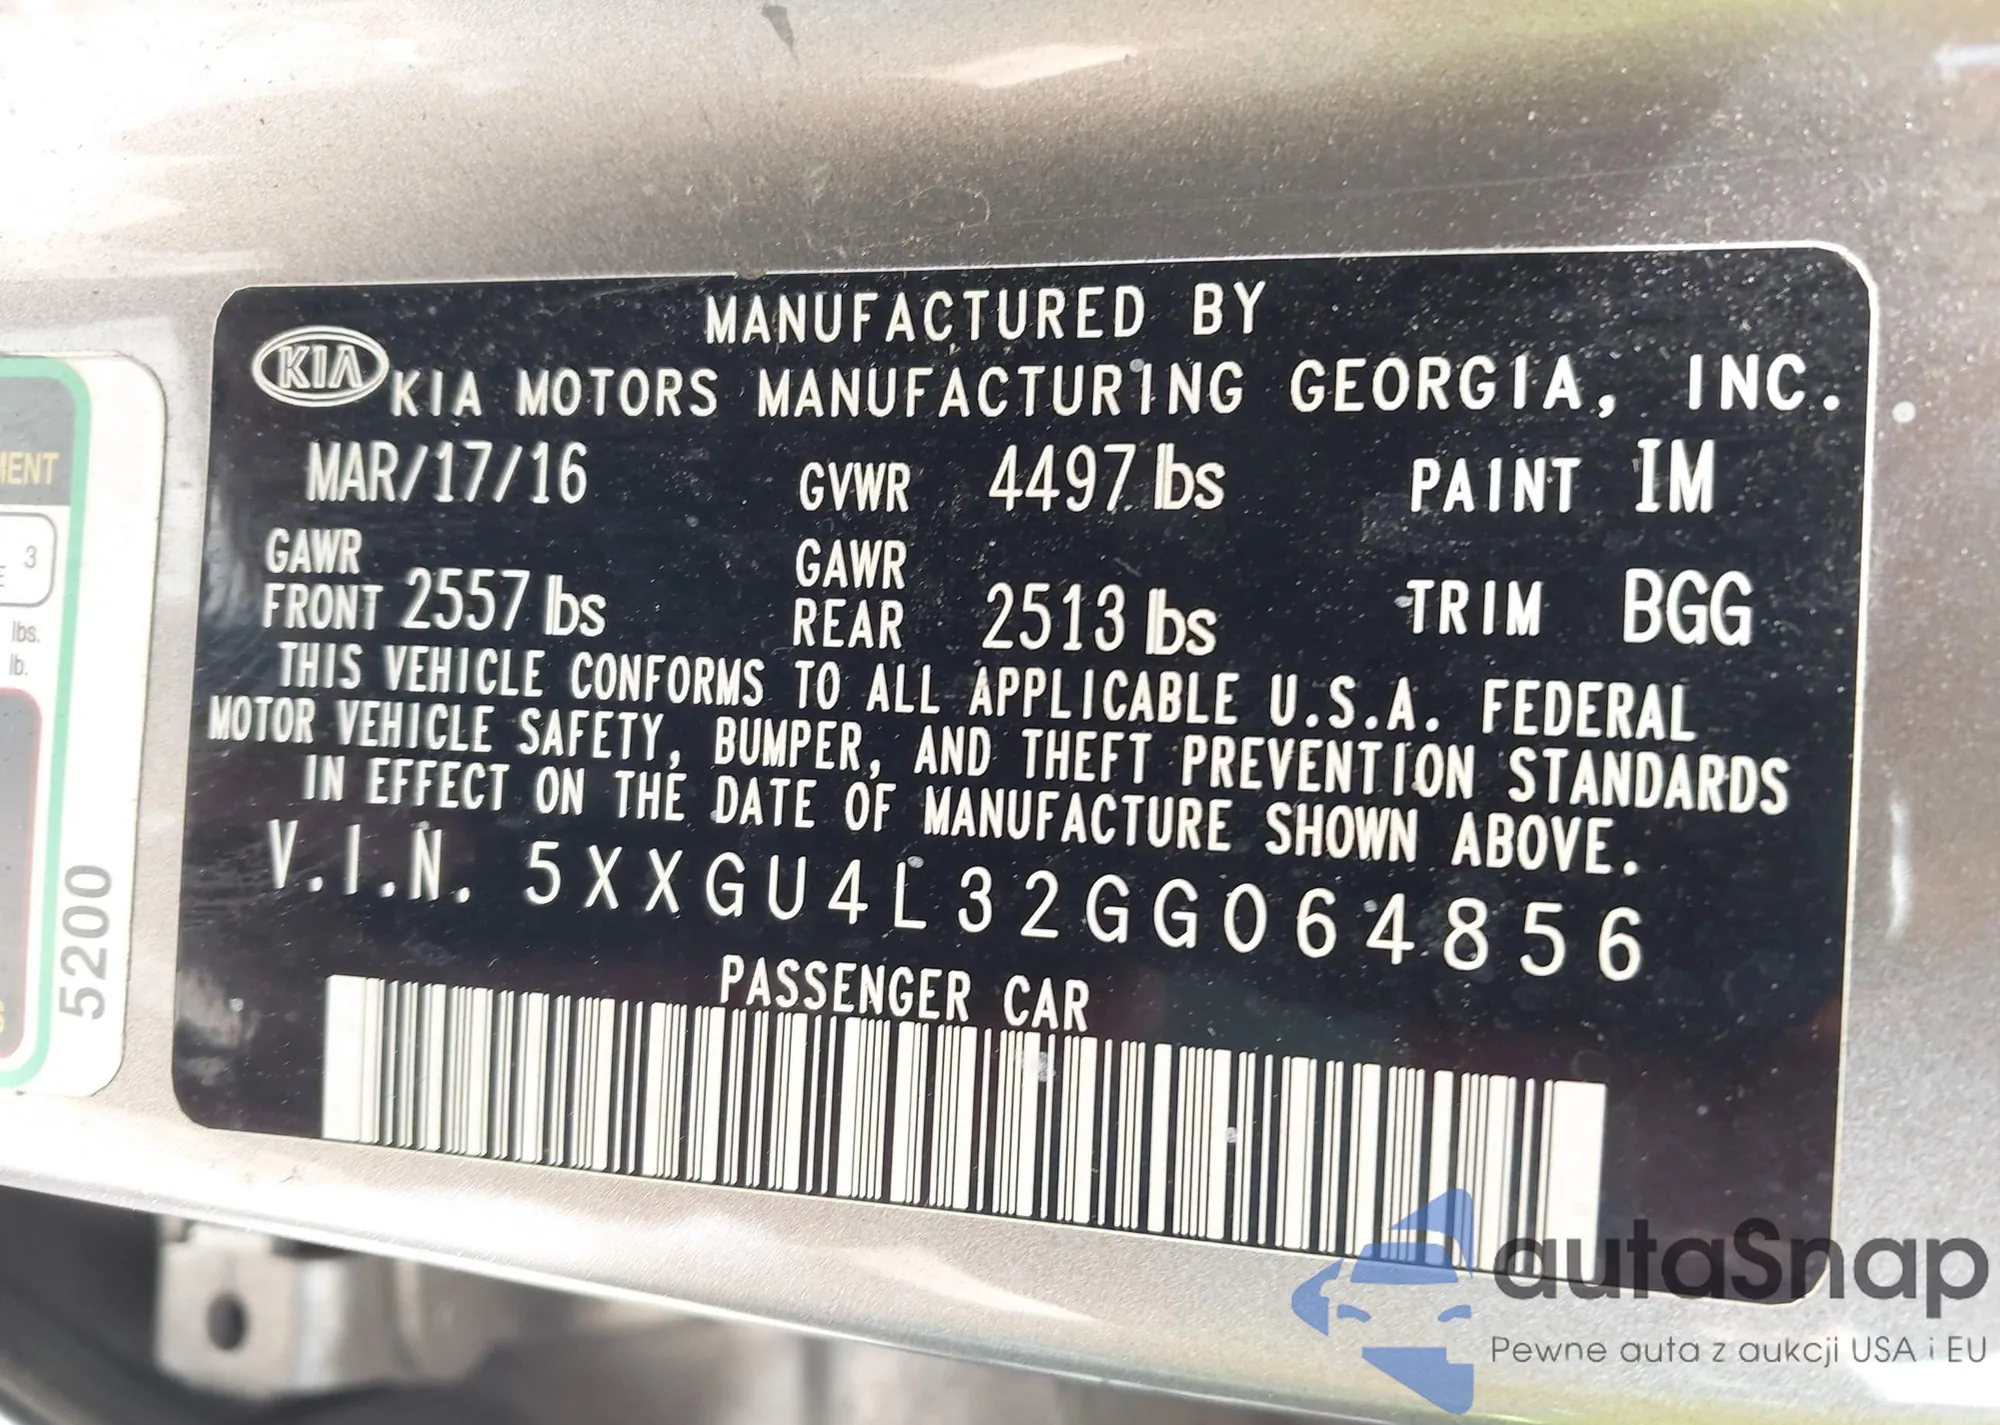 MANUFACTURED BY
KIA KIA MOTORS MANUFACTURING GEORGIA, INC.
MAR/17/16 GVWR 4497 lbs PAINT IM
GAWR FRONT 2557 lbs GAWR REAR 2513 lbs TRIM BGG
THIS VEHICLE CONFORMS TO ALL APPLICABLE U.S.A. FEDERAL
MOTOR VEHICLE SAFETY, BUMPER, AND THEFT PREVENTION STANDARDS
IN EFFECT ON THE DATE OF MANUFACTURE SHOWN ABOVE.
V.I.N. 5XXGU4L32GG064856
PASSENGER CAR
3
lbs.
lb.
5200
autaSnap
Pewne auta z aukcji USA i EU